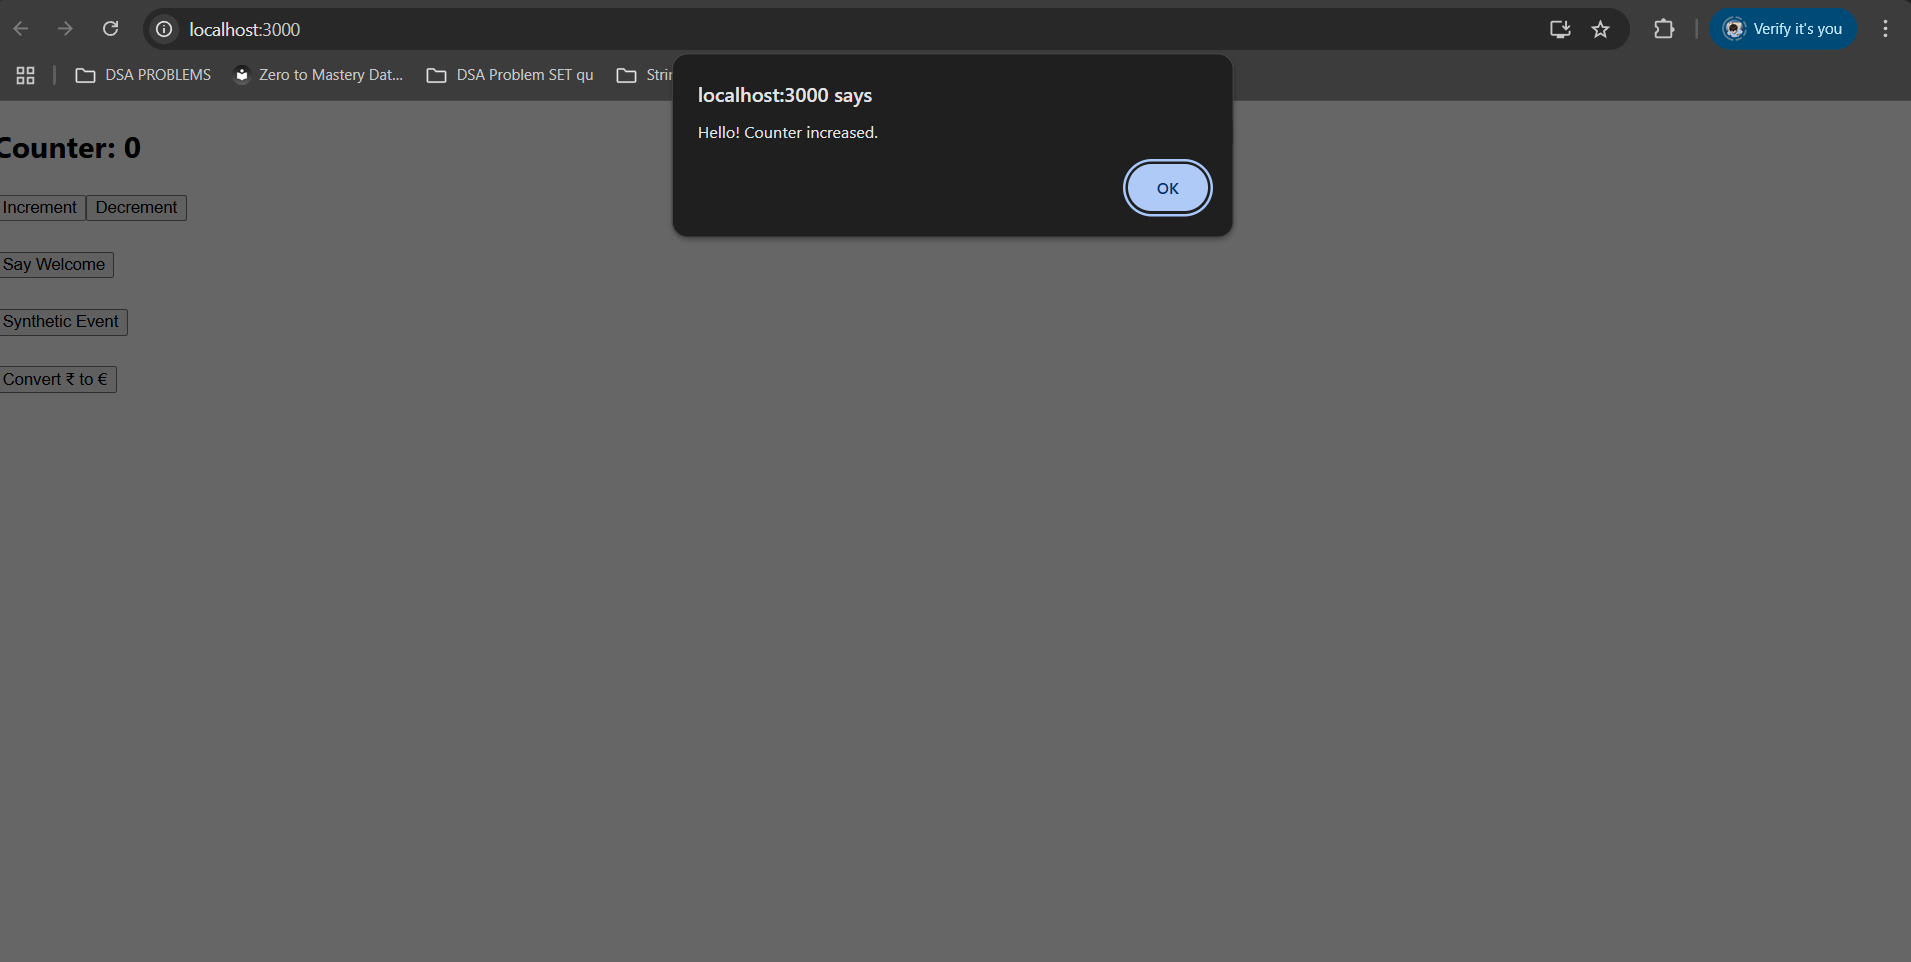 localhost:3000
Verify it's you
DSA PROBLEMS
Zero to Mastery Dat...
DSA Problem SET qu
localhost:3000 says
Hello! Counter increased.
OK
Counter: 0
Increment Decrement
Say Welcome
Synthetic Event
Convert ₹ to €